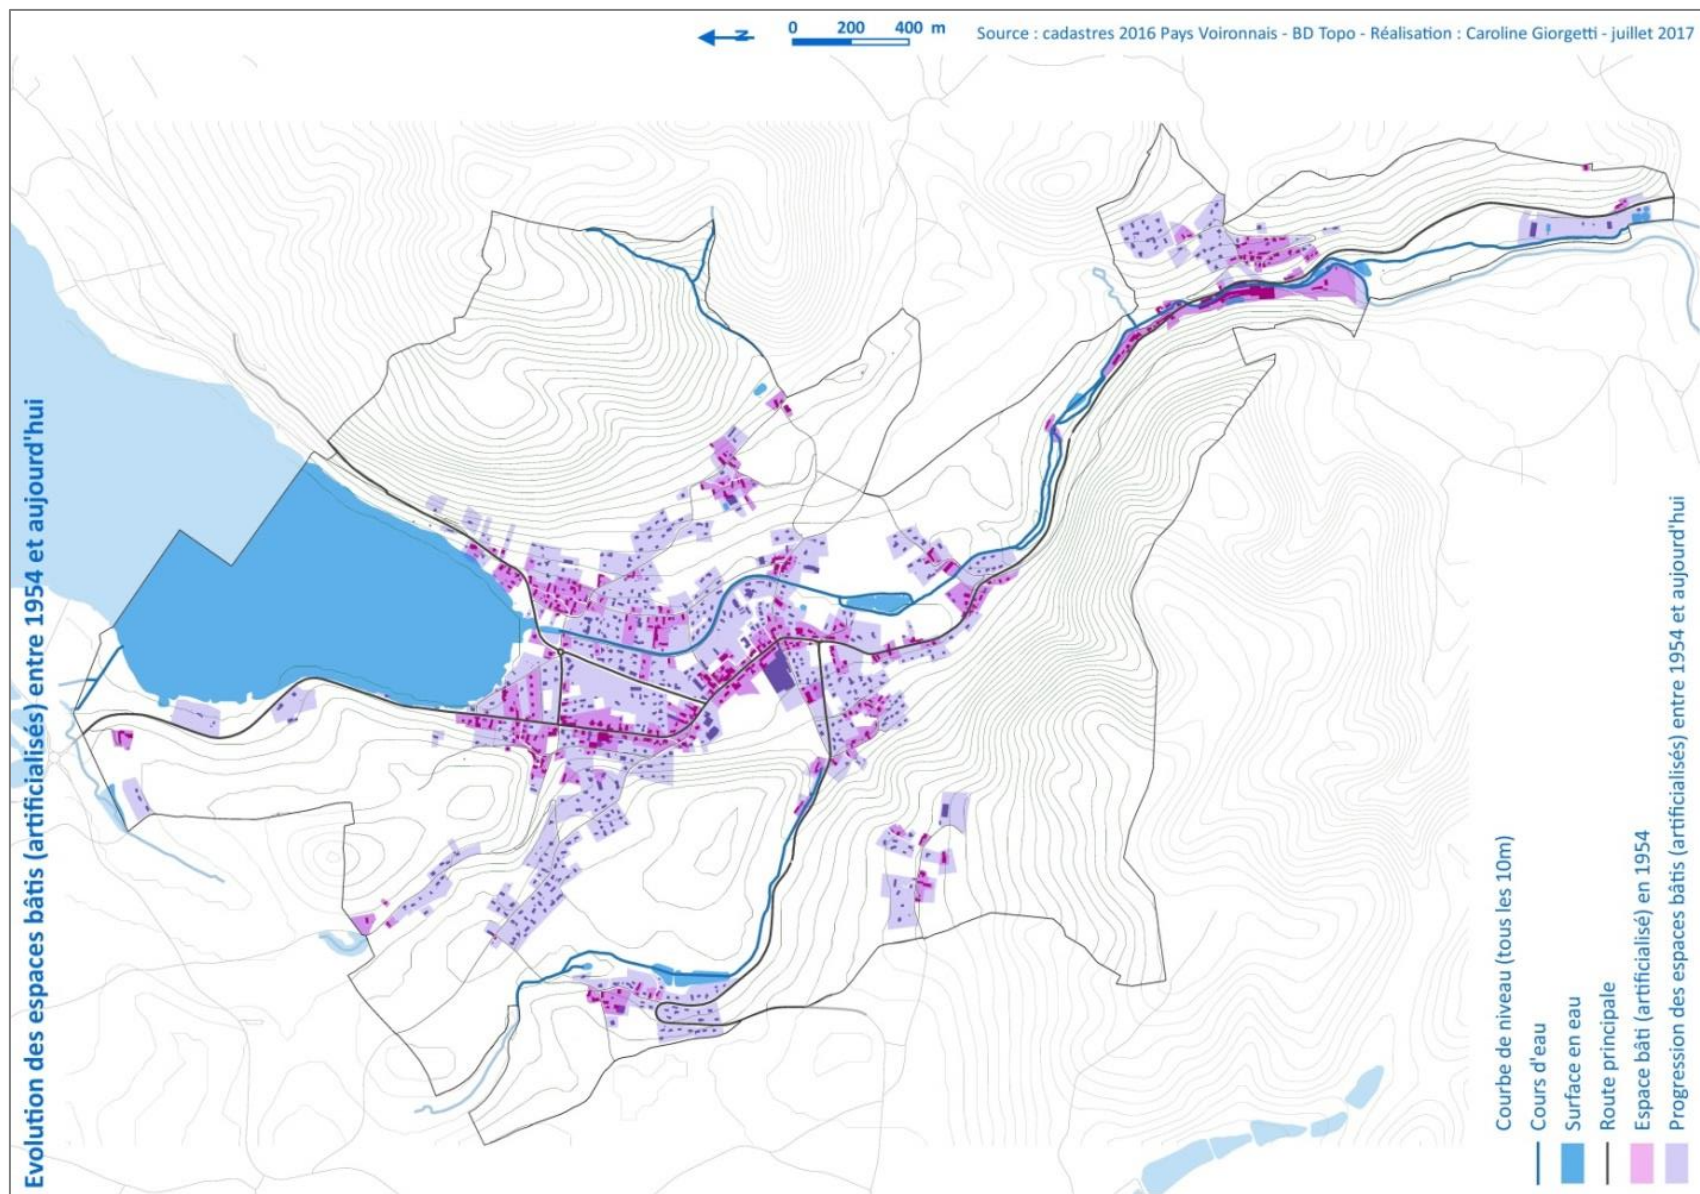 Evolution des espaces bâtis (artificialisés) entre 1954 et aujourd'hui
N
0 200 400 m
Source : cadastres 2016 Pays Voironnais - BD Topo - Réalisation : Caroline Giorgetti - juillet 2017
Courbe de niveau (tous les 10m)
Cours d'eau
Surface en eau
Route principale
Espace bâti (artificialisé) en 1954
Progression des espaces bâtis (artificialisés) entre 1954 et aujourd'hui